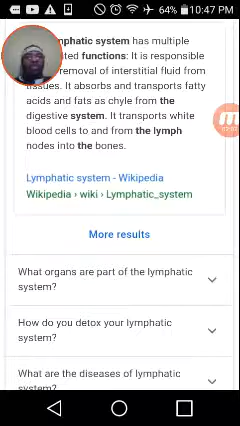 64% 10:47 PM
mphatic system has multiple
ted functions: It is responsible
removal of interstitial fluid from
tissues. It absorbs and transports fatty
acids and fats as chyle from the
digestive system. It transports white
blood cells to and from the lymph
nodes into the bones.
Lymphatic system - Wikipedia
Wikipedia › wiki › Lymphatic_system
More results
What organs are part of the lymphatic
system?
How do you detox your lymphatic
system?
What are the diseases of lymphatic
system?